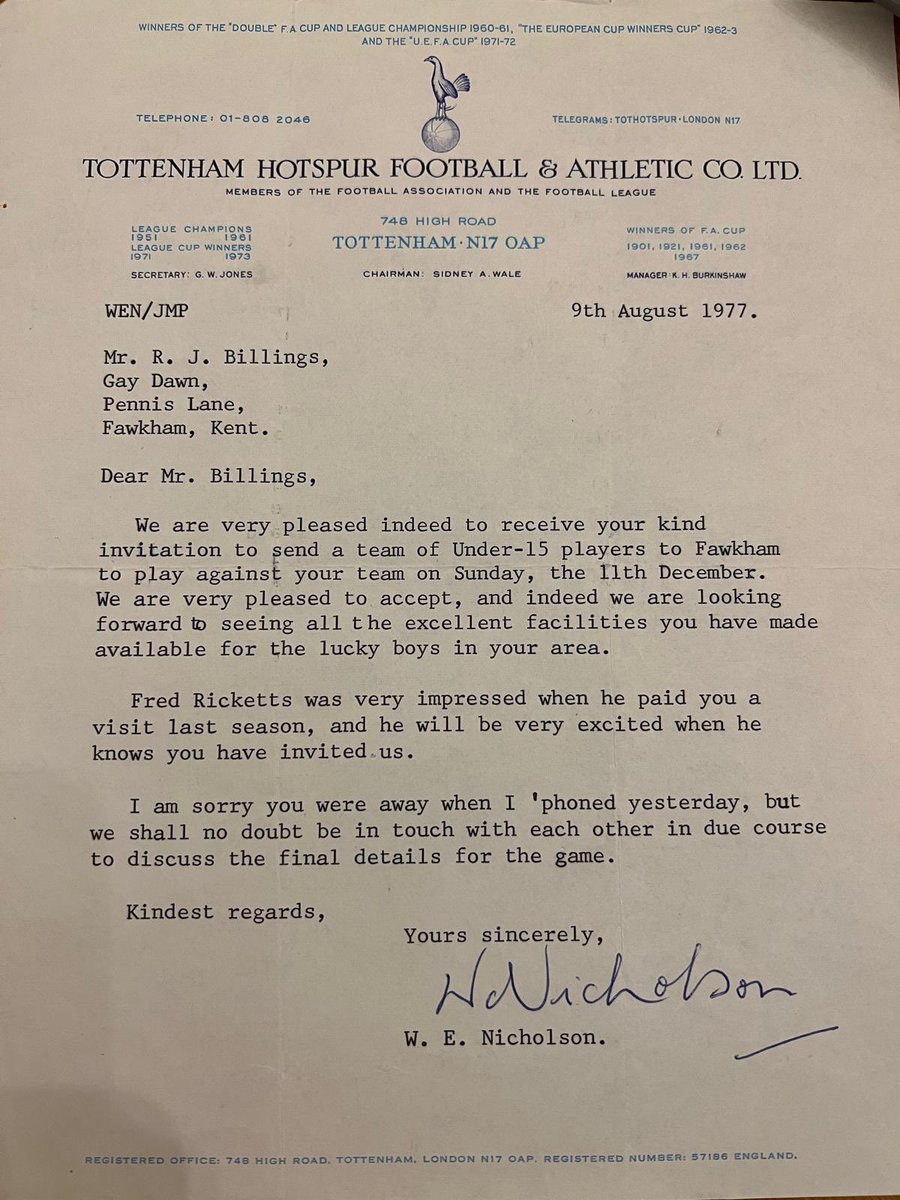 WINNERS OF THE "DOUBLE" F.A CUP AND LEAGUE CHAMPIONSHIP 1960-61, "THE EUROPEAN CUP WINNERS CUP" 1962-3
AND THE "U.E.F.A CUP" 1971-72
TELEPHONE: 01-808 2046
TELEGRAMS: TOTHOTSPUR·LONDON N17
TOTTENHAM HOTSPUR FOOTBALL & ATHLETIC CO. LTD.
MEMBERS OF THE FOOTBALL ASSOCIATION AND THE FOOTBALL LEAGUE
LEAGUE CHAMPIONS
1951 1961
LEAGUE CUP WINNERS
1971 1973
SECRETARY: G. W. JONES
748 HIGH ROAD
TOTTENHAM·N17 OAP
CHAIRMAN: SIDNEY A. WALE
WINNERS OF F.A. CUP
1901, 1921, 1961, 1962
1967
MANAGER·K. H. BURKINSHAW
WEN/JMP
9th August 1977.
Mr. R. J. Billings,
Gay Dawn,
Pennis Lane,
Fawkham, Kent.
Dear Mr. Billings,
We are very pleased indeed to receive your kind
invitation to send a team of Under-15 players to Fawkham
to play against your team on Sunday, the 11th December.
We are very pleased to accept, and indeed we are looking
forward to seeing all the excellent facilities you have made
available for the lucky boys in your area.
Fred Ricketts was very impressed when he paid you a
visit last season, and he will be very excited when he
knows you have invited us.
I am sorry you were away when I 'phoned yesterday, but
we shall no doubt be in touch with each other in due course
to discuss the final details for the game.
Kindest regards,
Yours sincerely,
W E Nicholson
W. E. Nicholson.
REGISTERED OFFICE: 748 HIGH ROAD, TOTTENHAM, LONDON N17 OAP. REGISTERED NUMBER: 57186 ENGLAND.